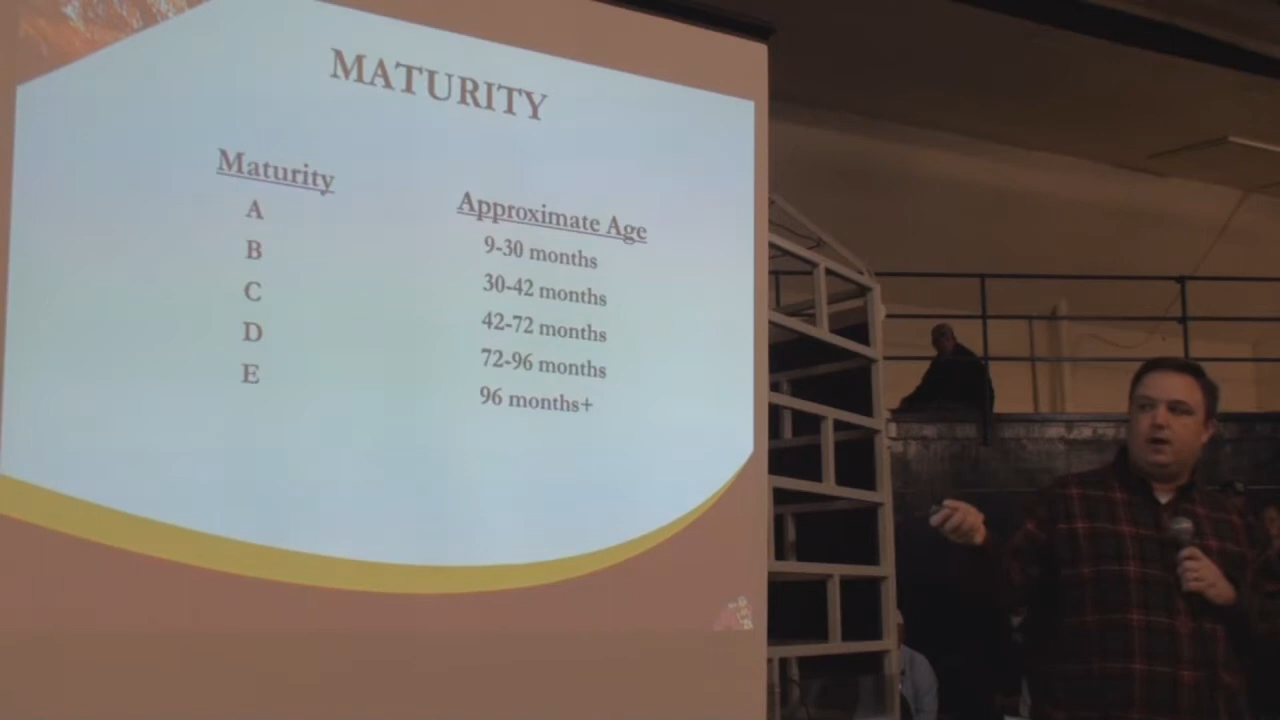 MATURITY
Maturity
A
B
C
D
E
Approximate Age
9-30 months
30-42 months
42-72 months
72-96 months
96 months+